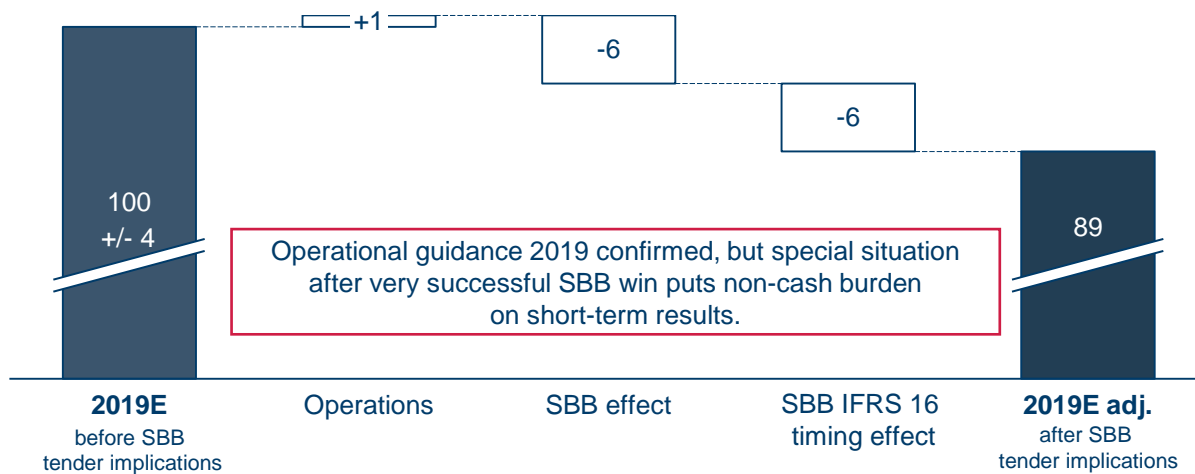 +1
-6
-6
100
+/- 4
89
Operational guidance 2019 confirmed, but special situation
after very successful SBB win puts non-cash burden
on short-term results.
2019E
before SBB
tender implications
Operations
SBB effect
SBB IFRS 16
timing effect
2019E adj.
after SBB
tender implications